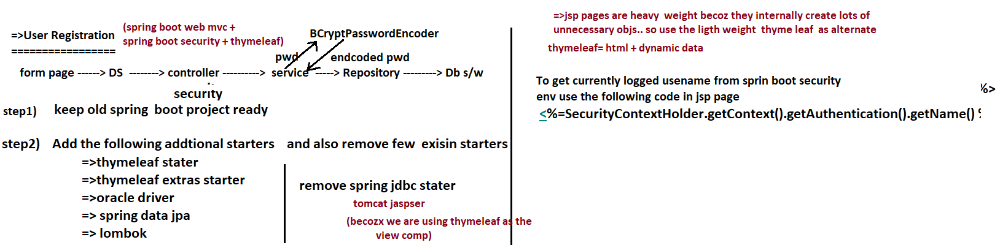 =>User Registration
=================
(spring boot web mvc +
spring boot security + thymeleaf)
BCryptPasswordEncoder
pwd
endcoded pwd
form page ------> DS --------> controller ----------> service -----> Repository ---------> Db s/w
security
step1) keep old spring boot project ready
step2) Add the following addtional starters and also remove few exisin starters
=>thymeleaf stater
=>thymeleaf extras starter
=>oracle driver
=> spring data jpa
=> lombok
remove spring jdbc stater
tomcat jaspser
(becozx we are using thymeleaf as the
view comp)
=>jsp pages are heavy weight becoz they internally create lots of
unnecessary objs.. so use the ligth weight thyme leaf as alternate
thymeleaf= html + dynamic data
To get currently logged usename from sprin boot security
env use the following code in jsp page
%>
<%=SecurityContextHolder.getContext().getAuthentication().getName()